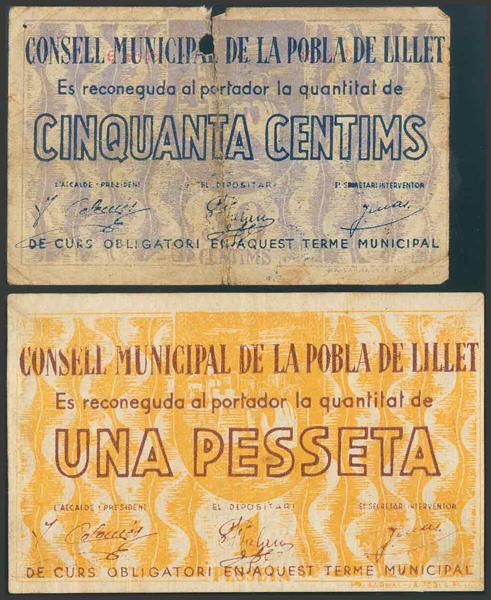 CONSELL MUNICIPAL DE LA POBLA DE LILLET
Es reconeguda al portador la quantitat de
CINQUANTA CENTIMS
L'ALCALDE-PRESIDENT EL DIPOSITARI El SECRETARI INTERVENTOR
DE CURS OBLIGATORI EN AQUEST TERME MUNICIPAL
CENTIMS
CONSELL MUNICIPAL DE LA POBLA DE LILLET
Es reconeguda al portador la quantitat de
UNA PESSETA
L'ALCALDE-PRESIDENT EL DIPOSITARI El SECRETARI INTERVENTOR
DE CURS OBLIGATORI EN AQUEST TERME MUNICIPAL
PESSETA